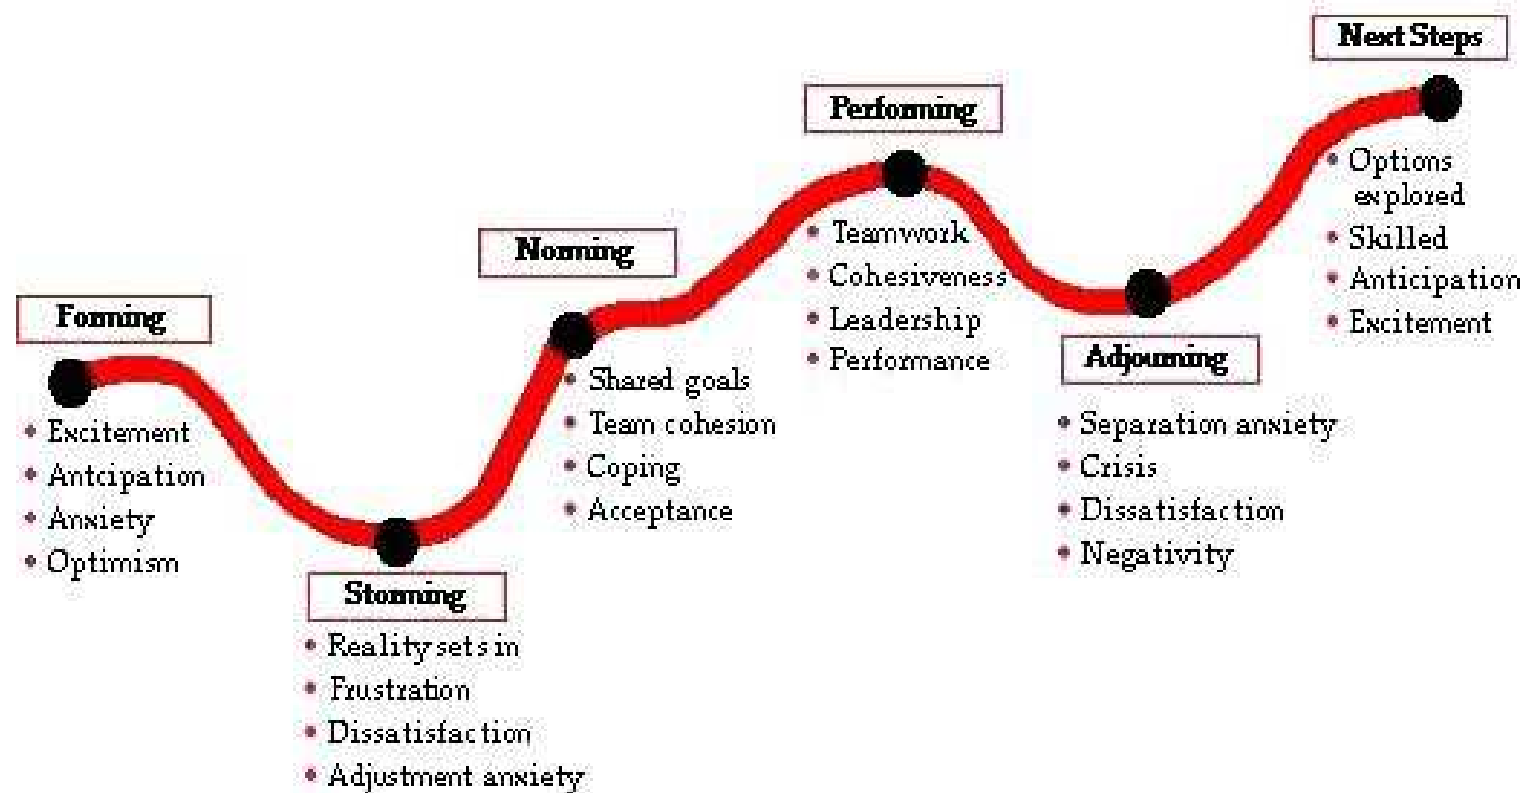 Forming
• Excitement
• Antcipation
• Anxiety
• Optimism
Storming
• Reality sets in
• Frustration
• Dissatisfaction
• Adjustment anxiety
Norming
• Shared goals
• Team cohesion
• Coping
• Acceptance
Performing
• Teamwork
• Cohesiveness
• Leadership
• Performance
Adjourning
• Separation anxiety
• Crisis
• Dissatisfaction
• Negativity
Next Steps
• Options
explored
• Skilled
• Anticipation
• Excitement